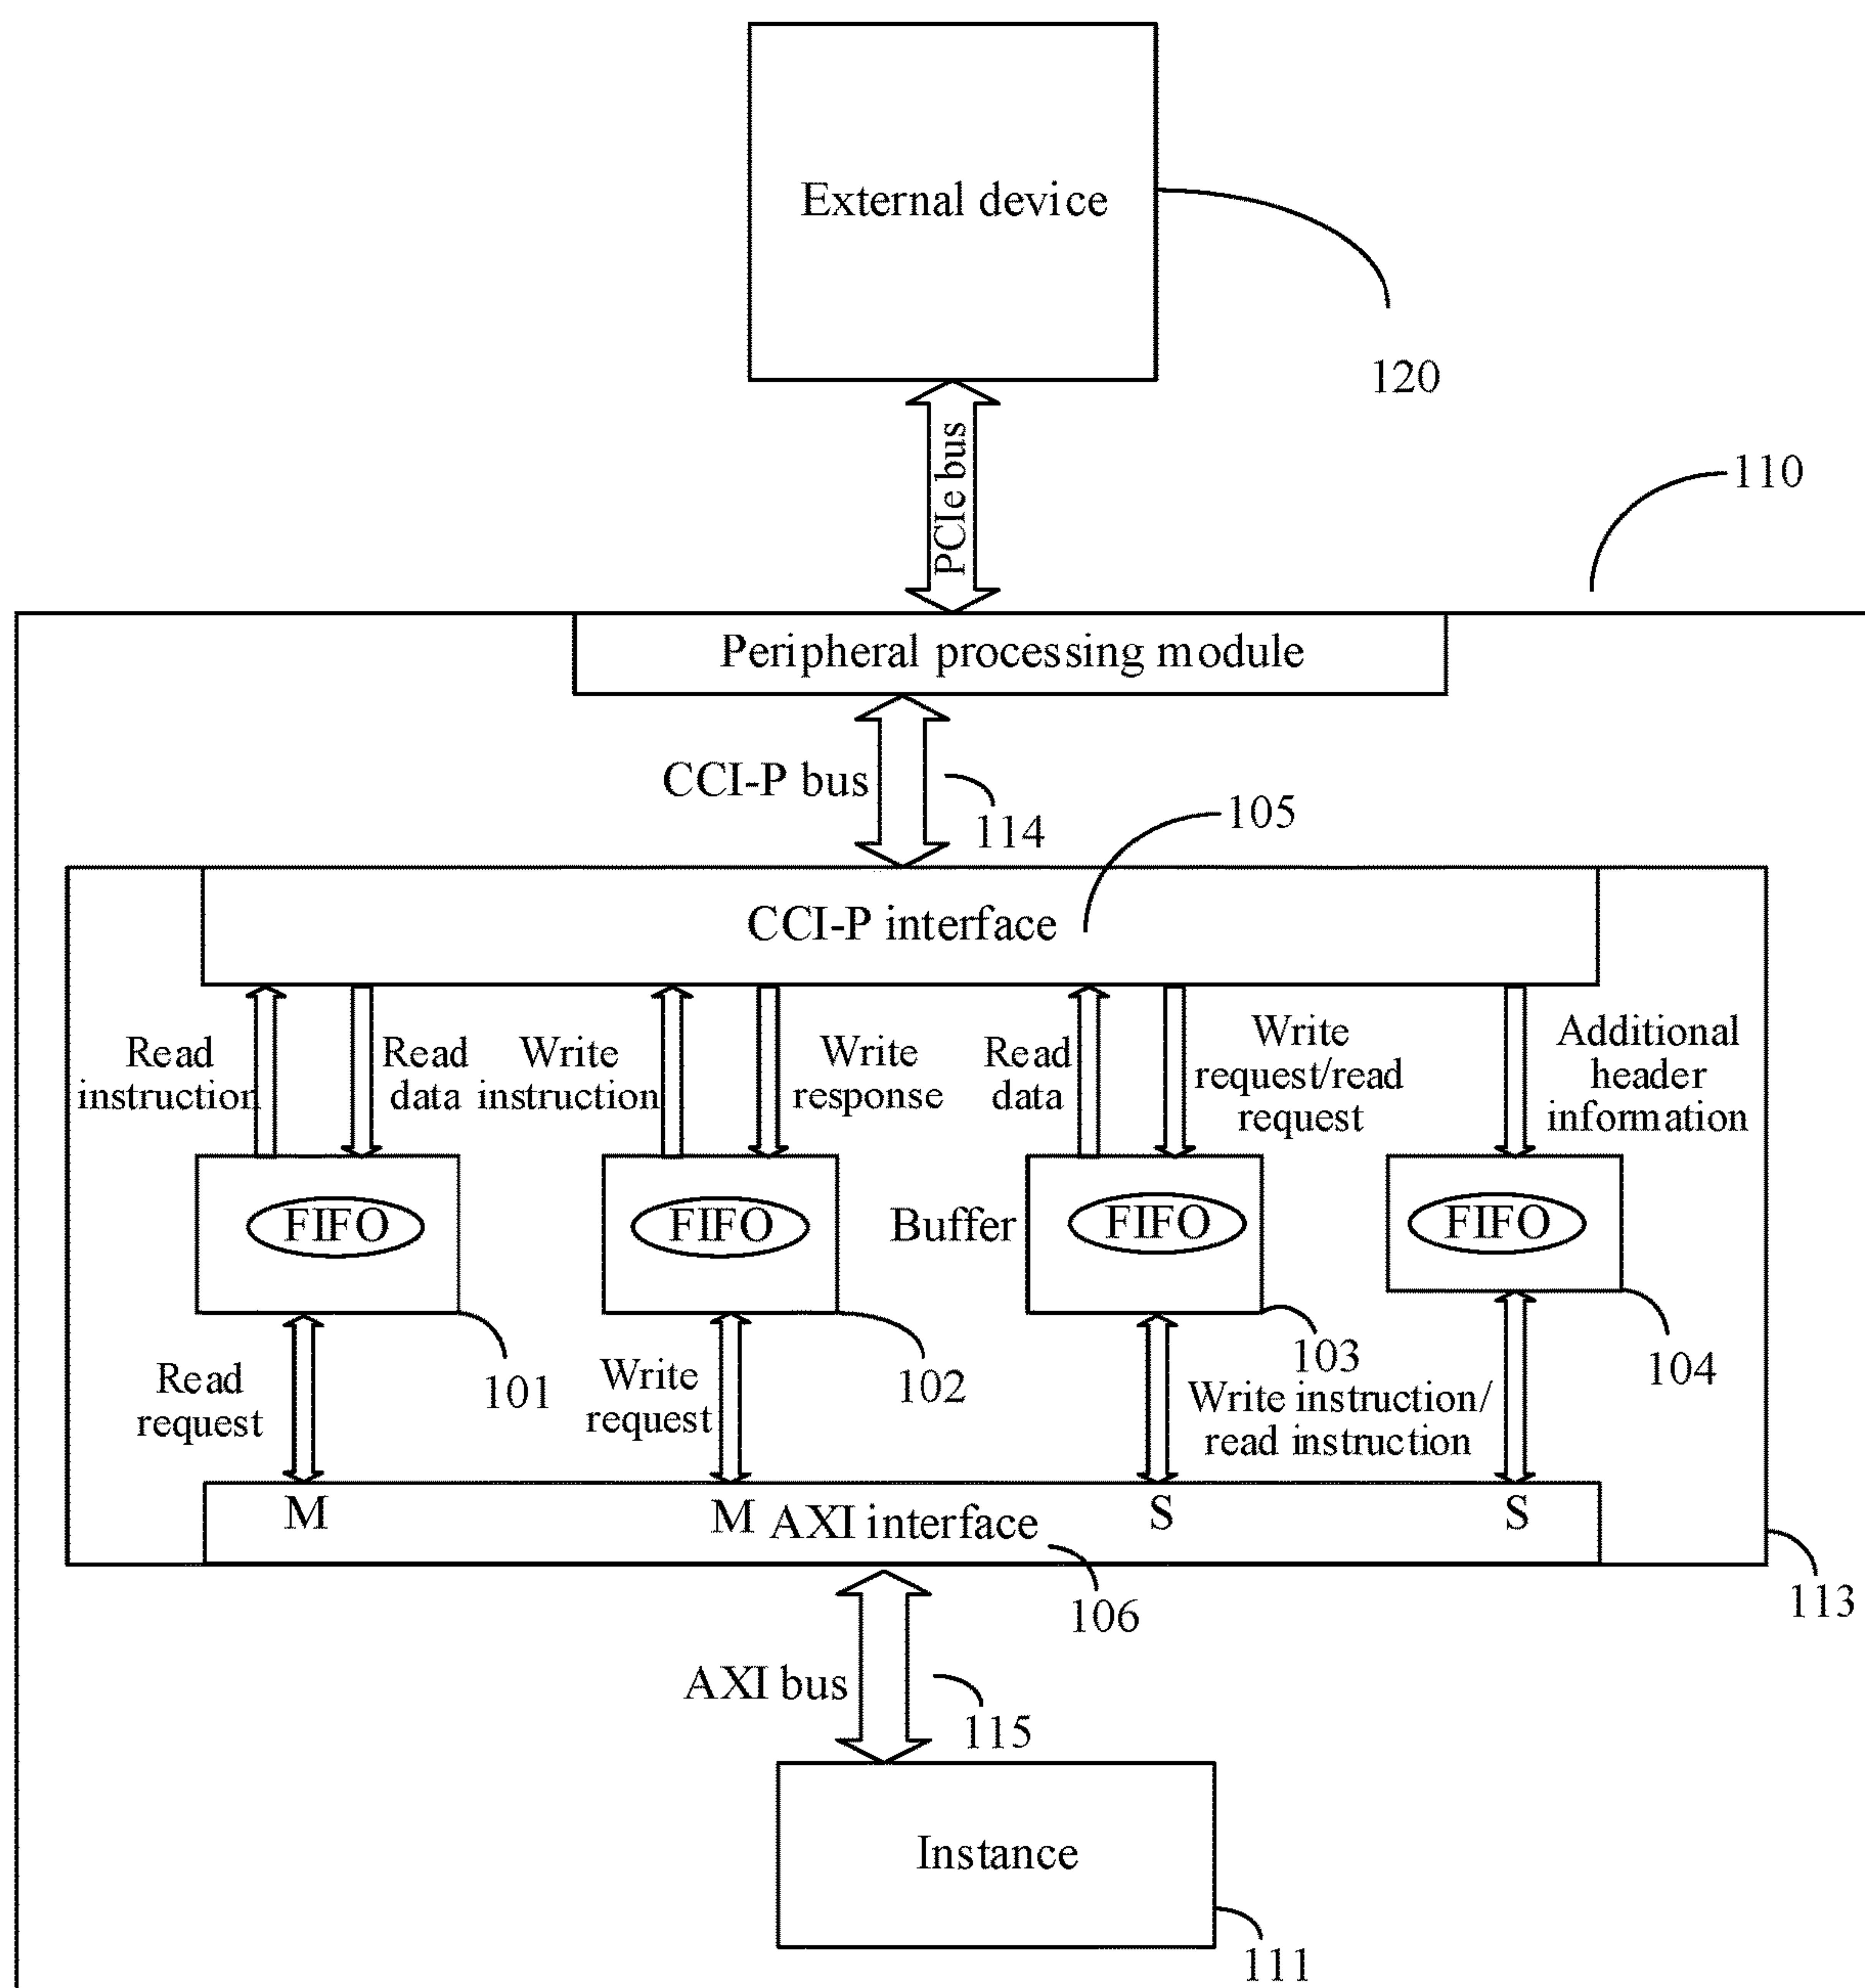 External device
120
PCIe bus
110
Peripheral processing module
CCI-P bus
114
105
CCI-P interface
Read
instruction
Read
data
Write
instruction
Write
response
Read
data
Write
request/read
request
Additional
header
information
FIFO
FIFO
Buffer
FIFO
FIFO
101
102
103
104
Read
request
Write
request
Write instruction/
read instruction
M
M
AXI interface
S
S
106
113
AXI bus
115
Instance
111